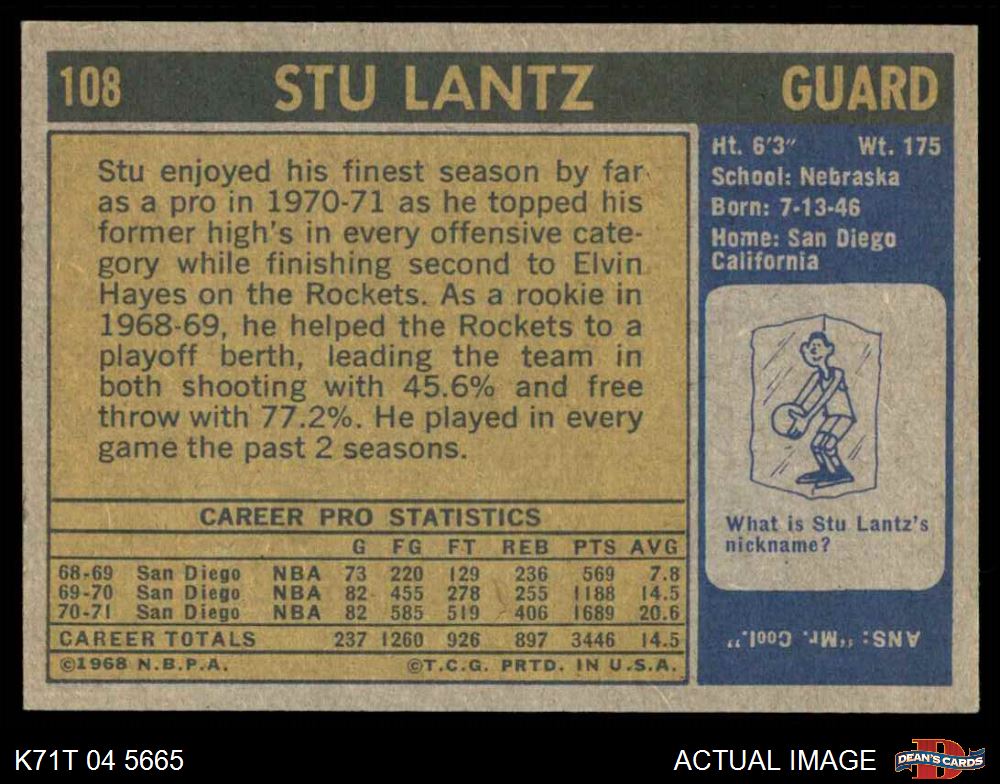 108 STU LANTZ GUARD
Stu enjoyed his finest season by far
as a pro in 1970-71 as he topped his
former high's in every offensive cate-
gory while finishing second to Elvin
Hayes on the Rockets. As a rookie in
1968-69, he helped the Rockets to a
playoff berth, leading the team in
both shooting with 45.6% and free
throw with 77.2%. He played in every
game the past 2 seasons.
CAREER PRO STATISTICS
G FG FT REB PTS AVG
68-69 San Diego NBA 73 220 129 236 569 7.8
69-70 San Diego NBA 82 455 278 255 1188 14.5
70-71 San Diego NBA 82 585 519 406 1689 20.6
CAREER TOTALS 237 1260 926 897 3446 14.5
©1968 N.B.P.A. ©T.C.G. PRTD. IN U.S.A.
Ht. 6'3" Wt. 175
School: Nebraska
Born: 7-13-46
Home: San Diego
California
What is Stu Lantz's
nickname?
ANS: "Mr. Cool."
K71T 04 5665 ACTUAL IMAGE DEAN'S CARDS